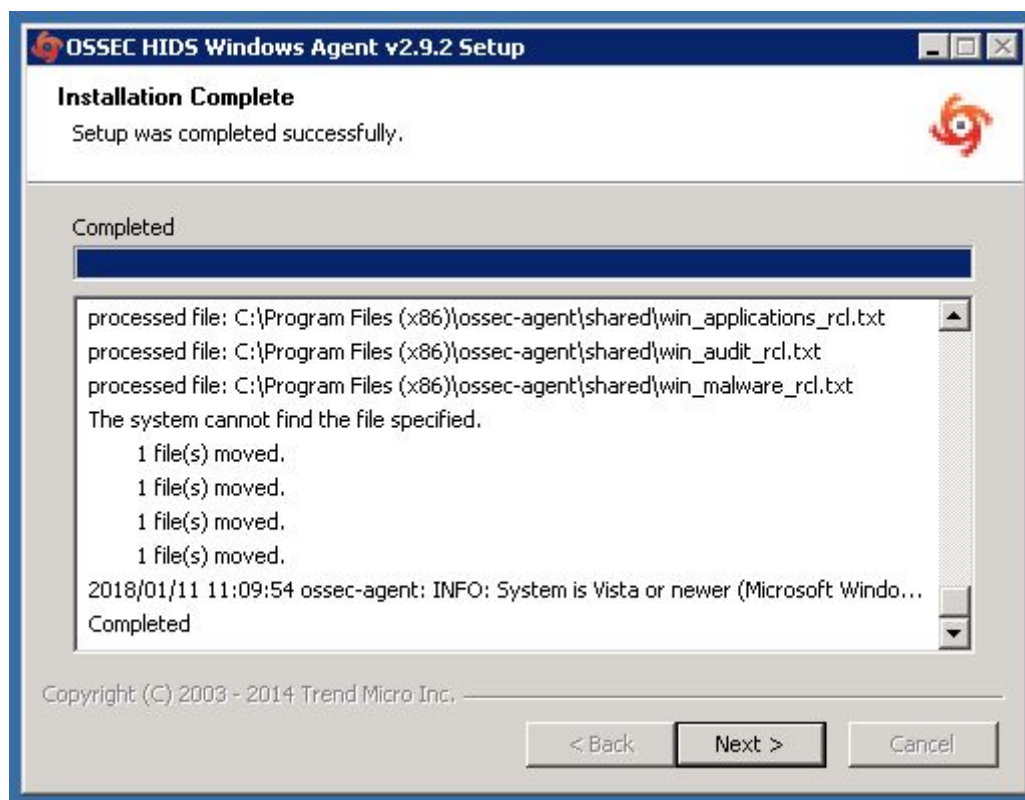 OSSEC HIDS Windows Agent v2.9.2 Setup
Installation Complete
Setup was completed successfully.
Completed
processed file: C:\Program Files (x86)\ossec-agent\shared\win_applications_rcl.txt
processed file: C:\Program Files (x86)\ossec-agent\shared\win_audit_rcl.txt
processed file: C:\Program Files (x86)\ossec-agent\shared\win_malware_rcl.txt
The system cannot find the file specified.
1 file(s) moved.
1 file(s) moved.
1 file(s) moved.
1 file(s) moved.
2018/01/11 11:09:54 ossec-agent: INFO: System is Vista or newer (Microsoft Windo...
Completed
Copyright (C) 2003 - 2014 Trend Micro Inc.
< Back Next > Cancel